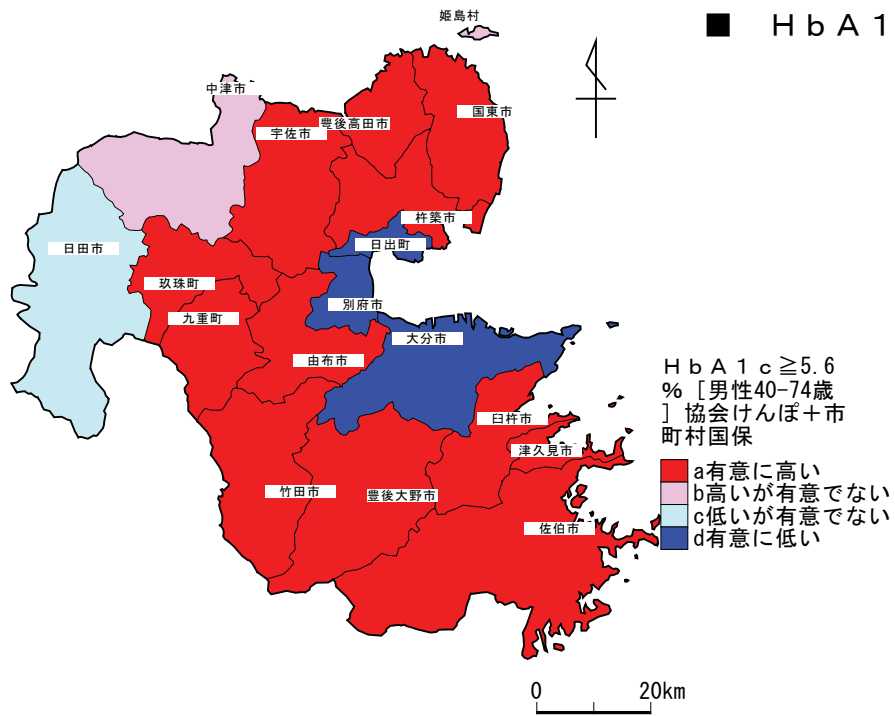 ■ ＨｂＡ１
姫島村
中津市
国東市
豊後高田市
宇佐市
杵築市
日出町
日田市
玖珠町
別府市
九重町
大分市
由布市
臼杵市
津久見市
竹田市
豊後大野市
佐伯市
ＨｂＡ１ｃ≧5.6
%［男性40-74歳
］協会けんぽ＋市
町村国保
a有意に高い
b高いが有意でない
c低いが有意でない
d有意に低い
0 20km